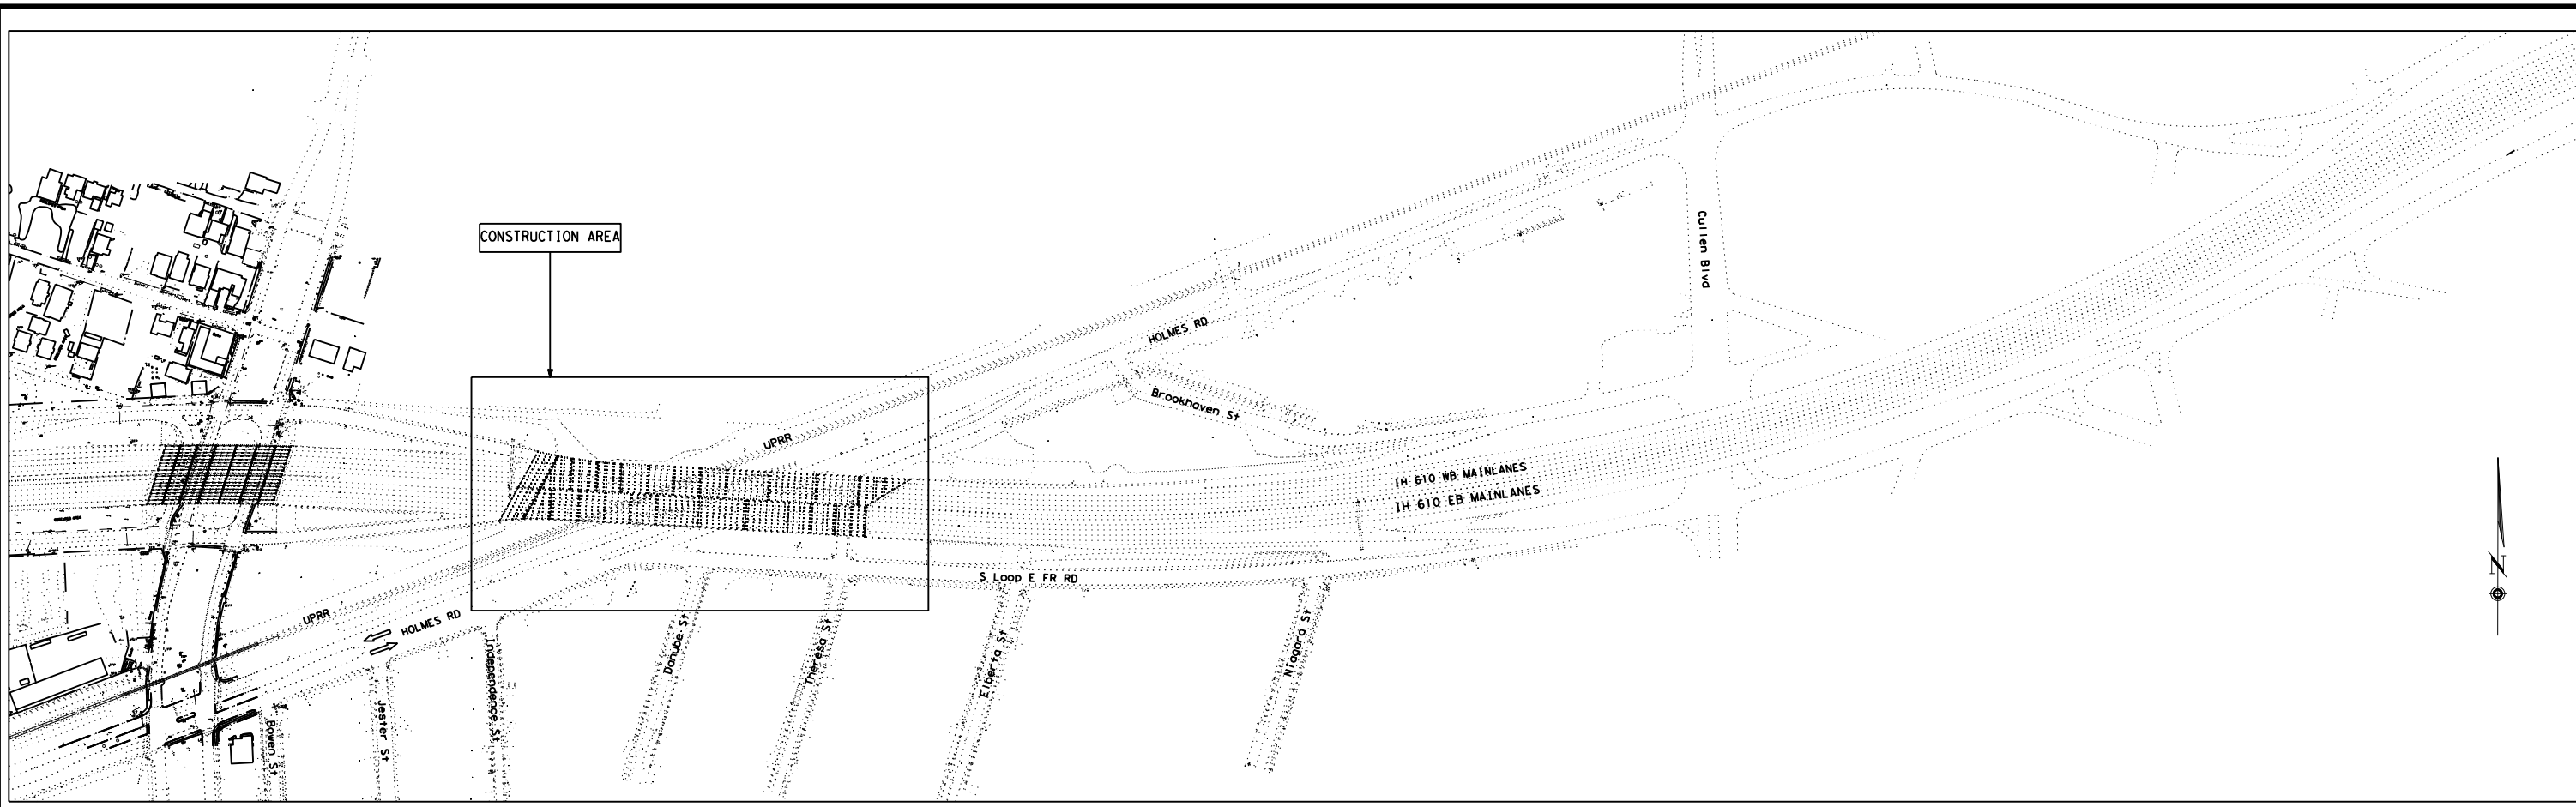 CONSTRUCTION AREA
Cullen Blvd
HOLMES RD
Brookhoven St
UPRR
IH 610 WB MAINLANES
IH 610 EB MAINLANES
S Loop E FR RD
UPRR
HOLMES RD
Bowen St
Jester St
Independence St
Danube St
Theresa St
Elberta St
Niagara St
N